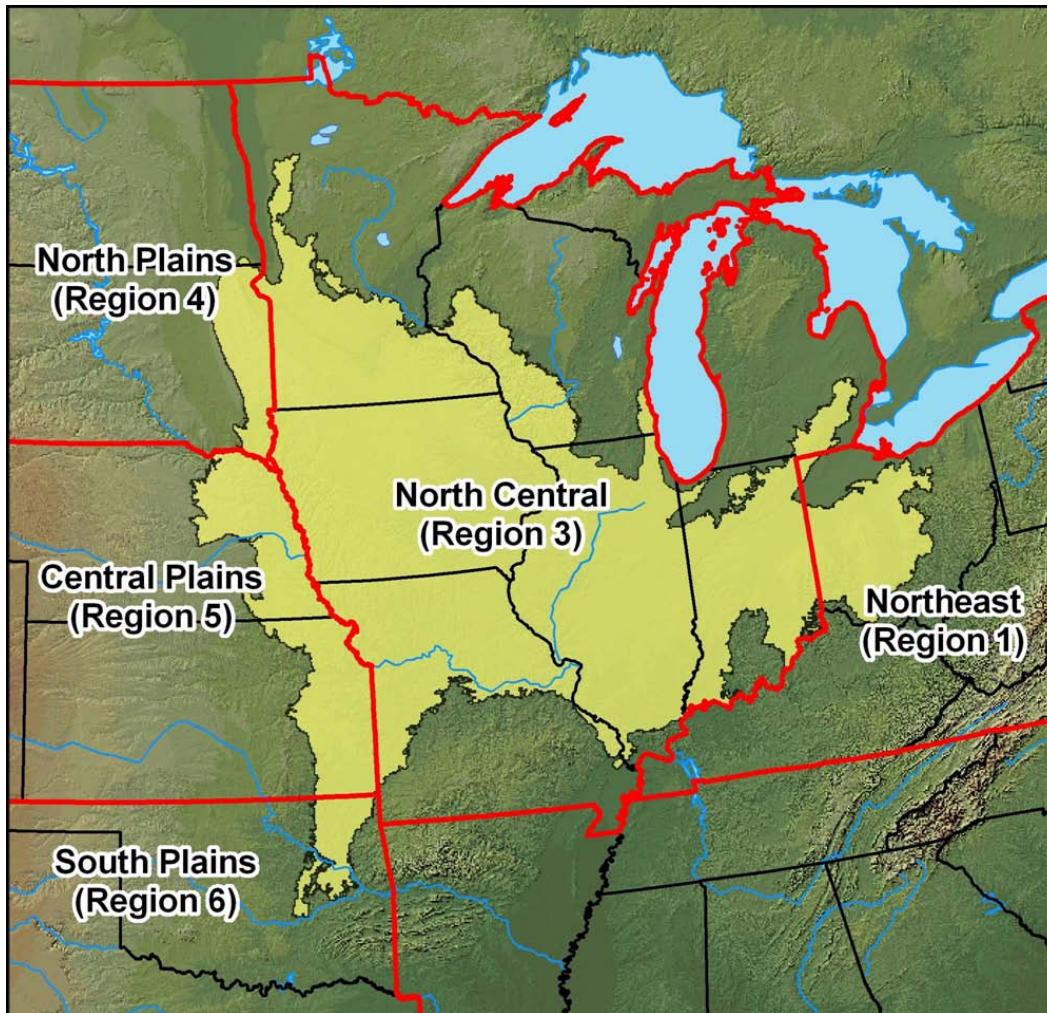 North Plains
(Region 4)
North Central
(Region 3)
Central Plains
(Region 5)
Northeast
(Region 1)
South Plains
(Region 6)